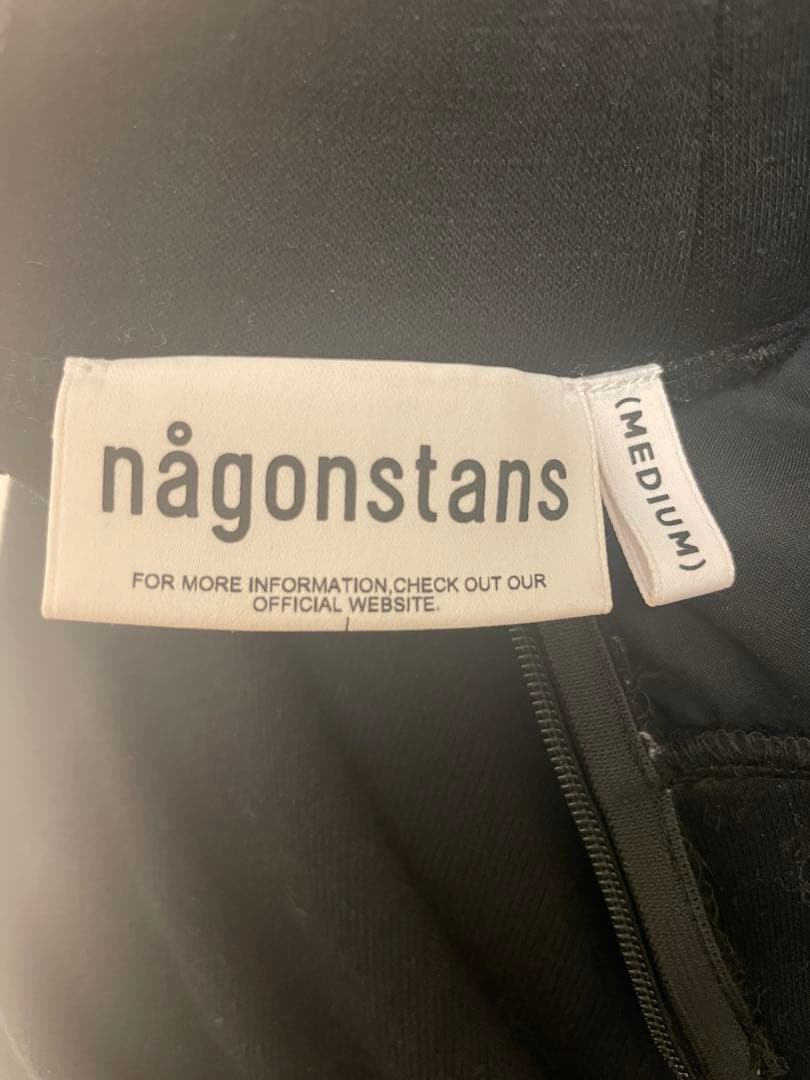 någonstans
FOR MORE INFORMATION,CHECK OUT OUR
OFFICIAL WEBSITE.
(MEDIUM)